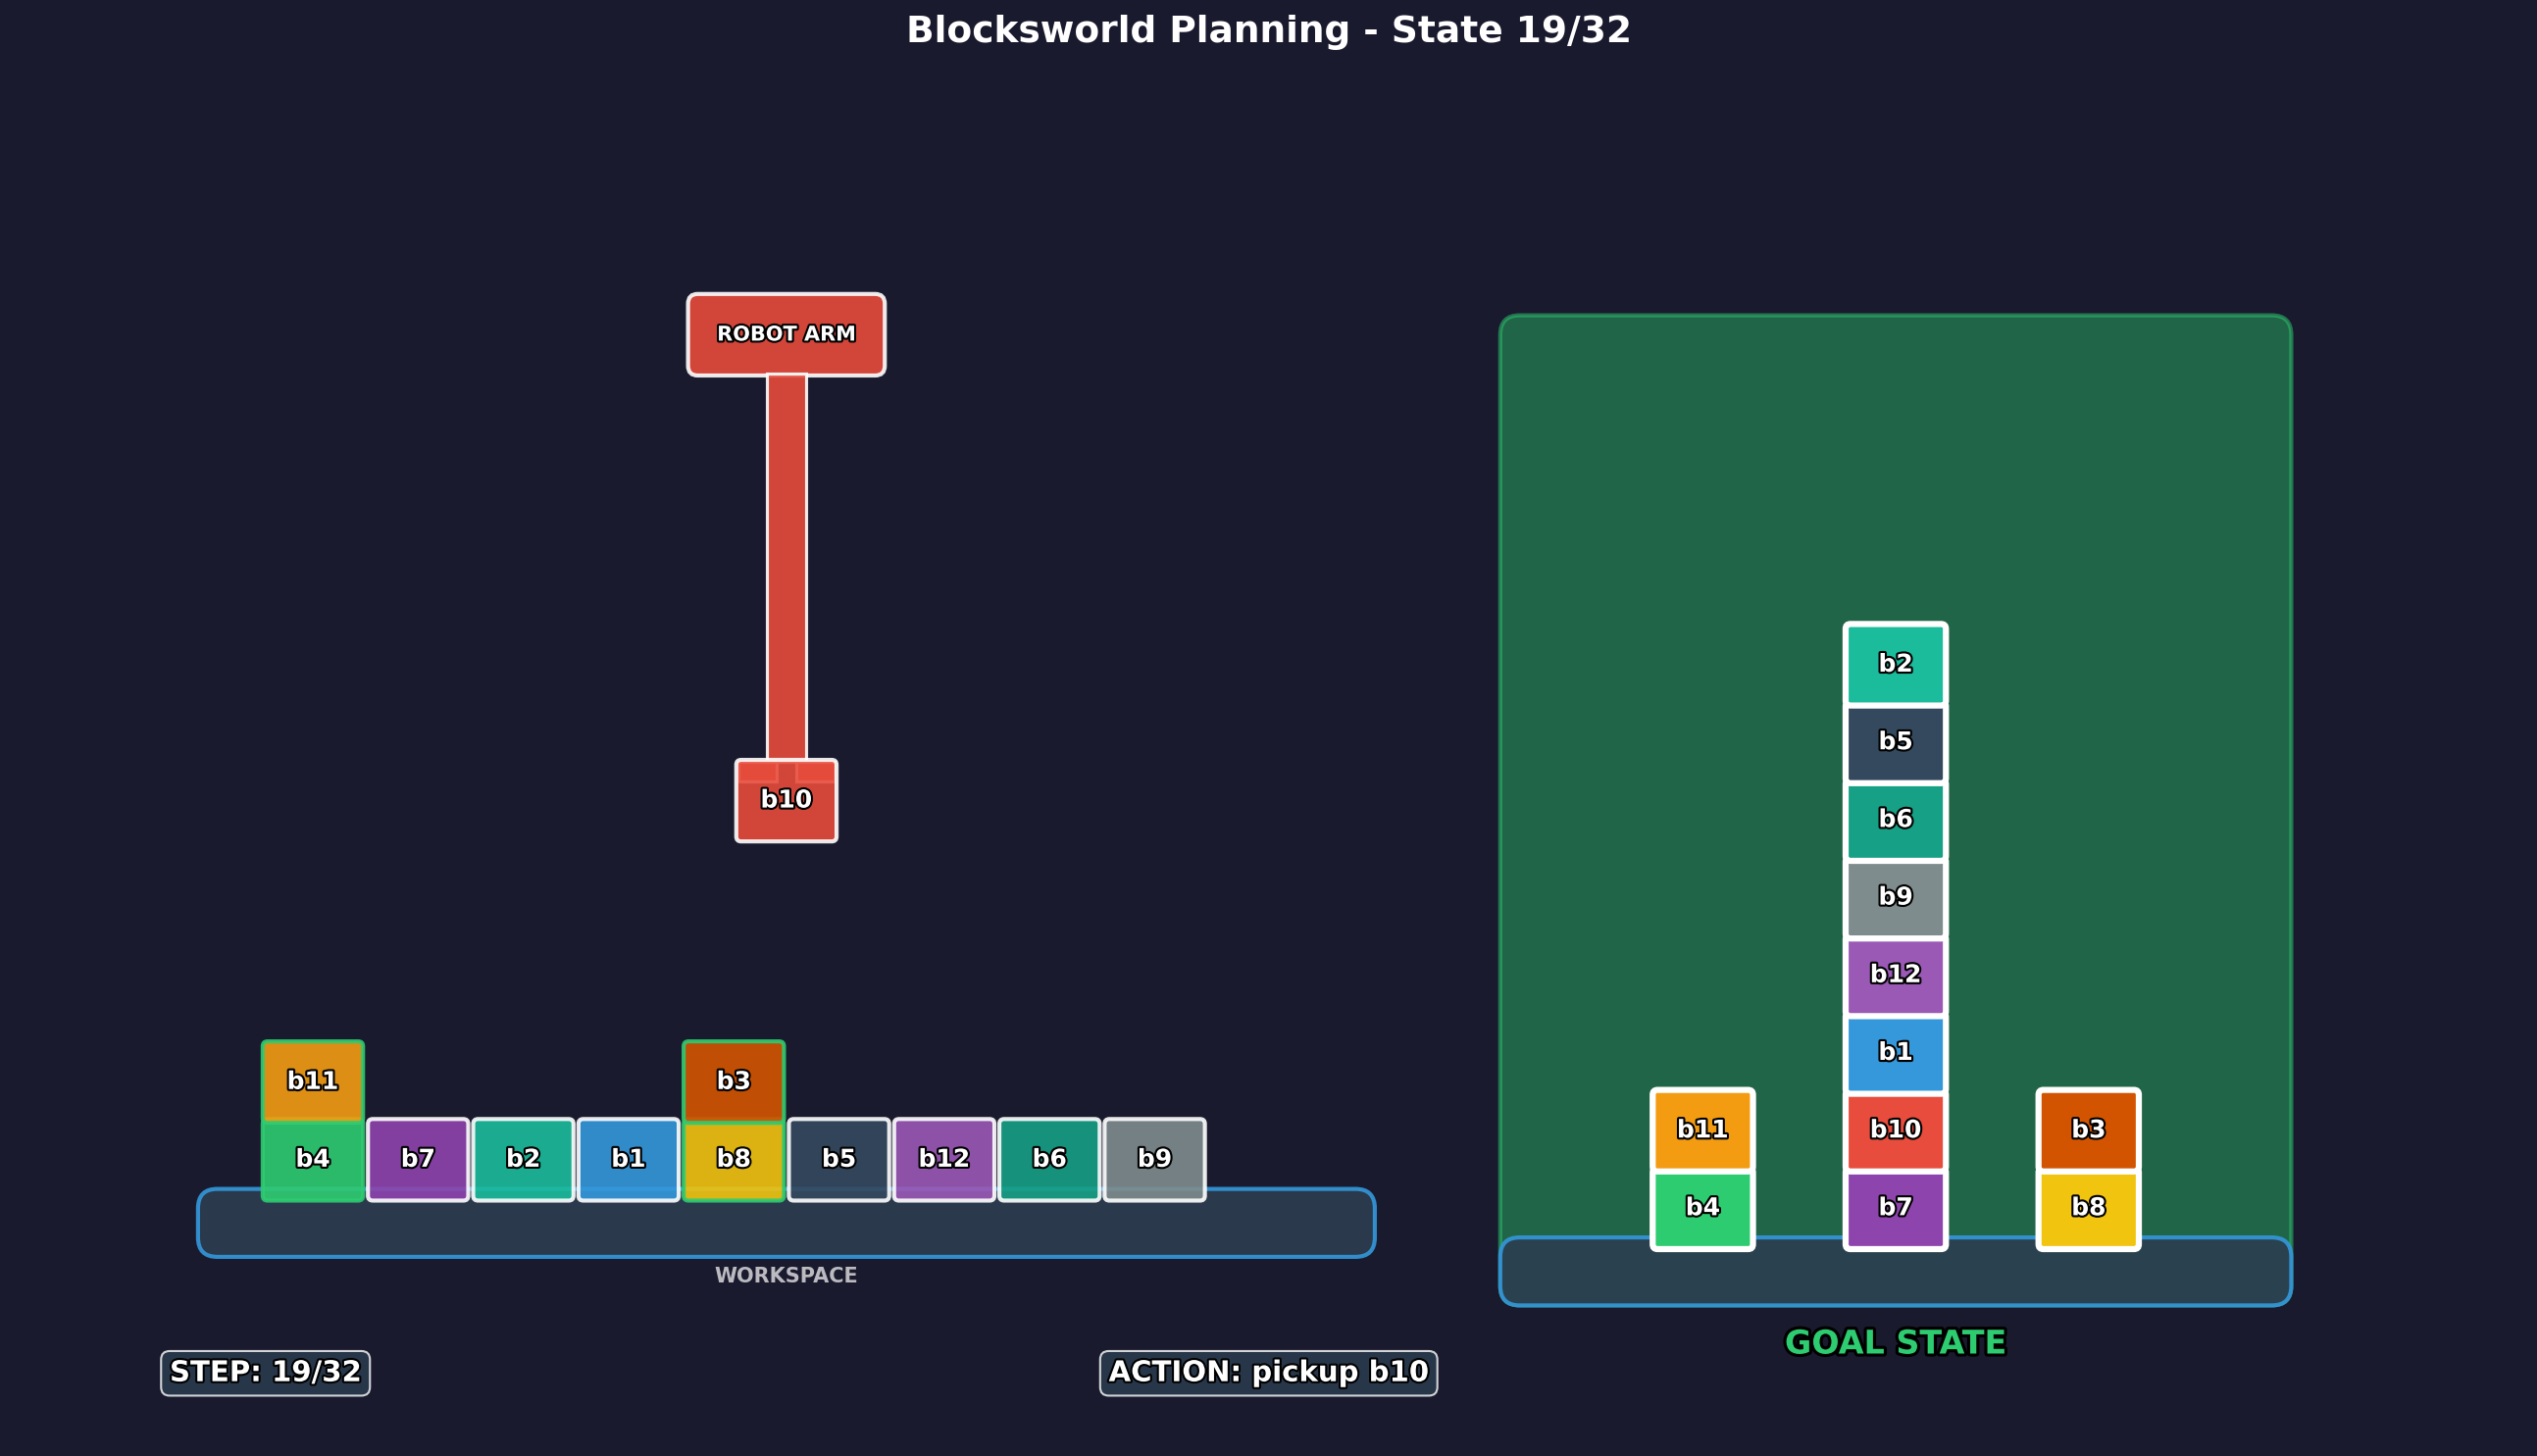 Blocksworld Planning - State 19/32
ROBOT ARM
b10
b11
b3
b4
b7
b2
b1
b8
b5
b12
b6
b9
WORKSPACE
b2
b5
b6
b9
b12
b1
b11
b10
b3
b4
b7
b8
GOAL STATE
STEP: 19/32
ACTION: pickup b10